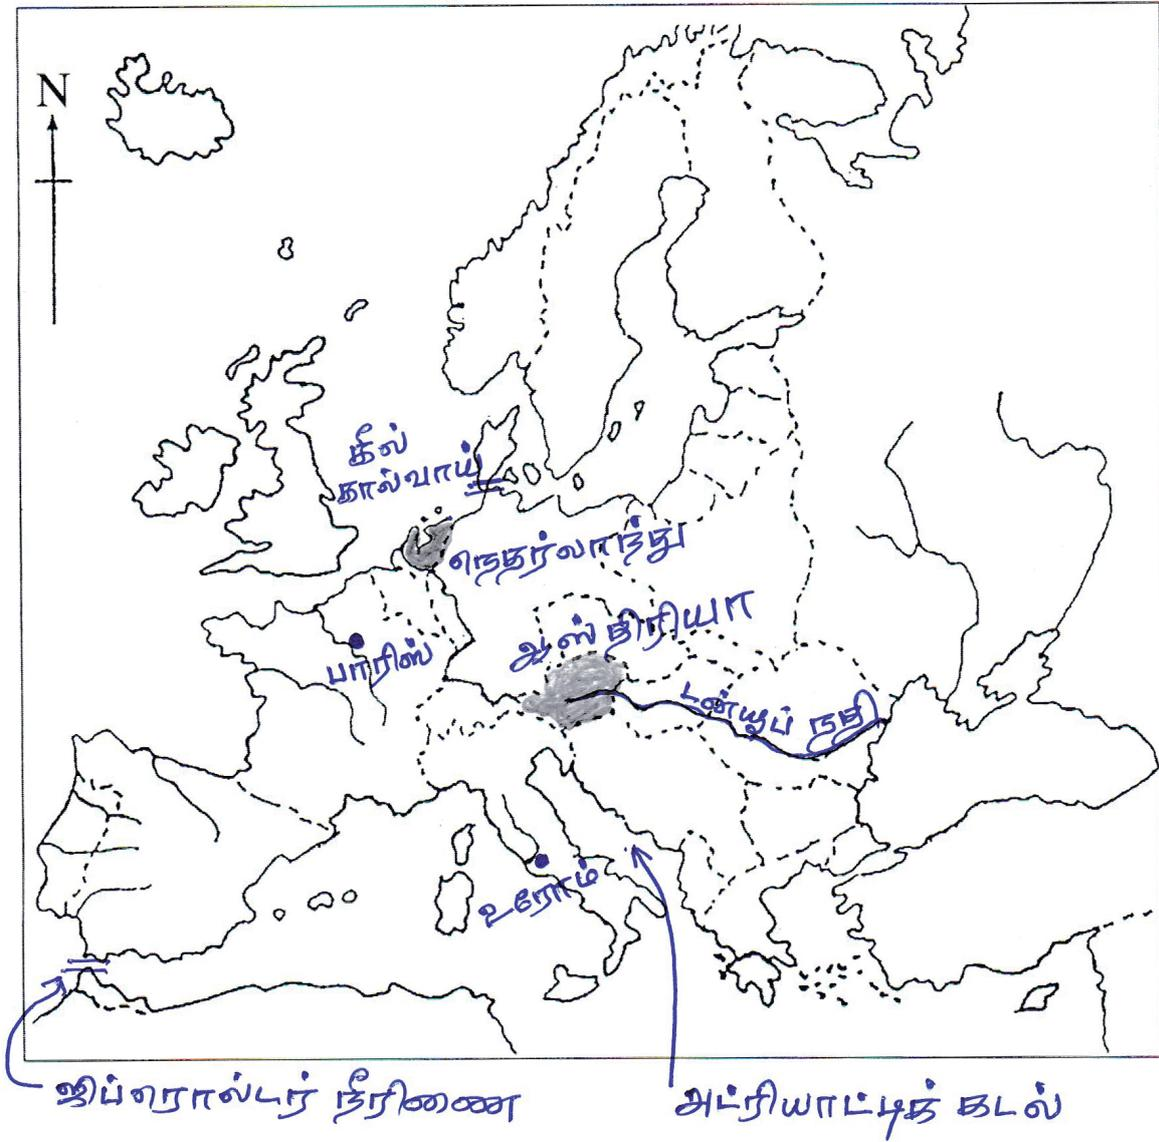 N
கீல்
கால்வாய்
நெதர்லாந்து
ஆஸ்திரியா
பாரிஸ்
டன்யூப் நதி
உரோம்
ஜிப்ரொல்டர் நீரிணை
அட்ரியாட்டிக் கடல்